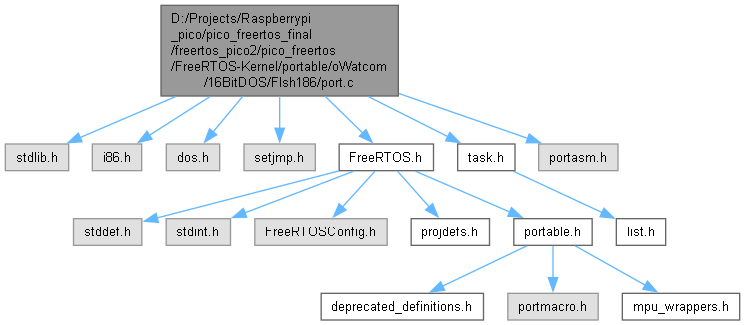 D:/Projects/Raspberrypi
_pico/pico_freertos_final
/freertos_pico2/pico_freertos
/FreeRTOS-Kernel/portable/oWatcom
/16BitDOS/Flsh186/port.c
stdlib.h
i86.h
dos.h
setjmp.h
FreeRTOS.h
task.h
portasm.h
stddef.h
stdint.h
FreeRTOSConfig.h
projdefs.h
portable.h
list.h
deprecated_definitions.h
portmacro.h
mpu_wrappers.h